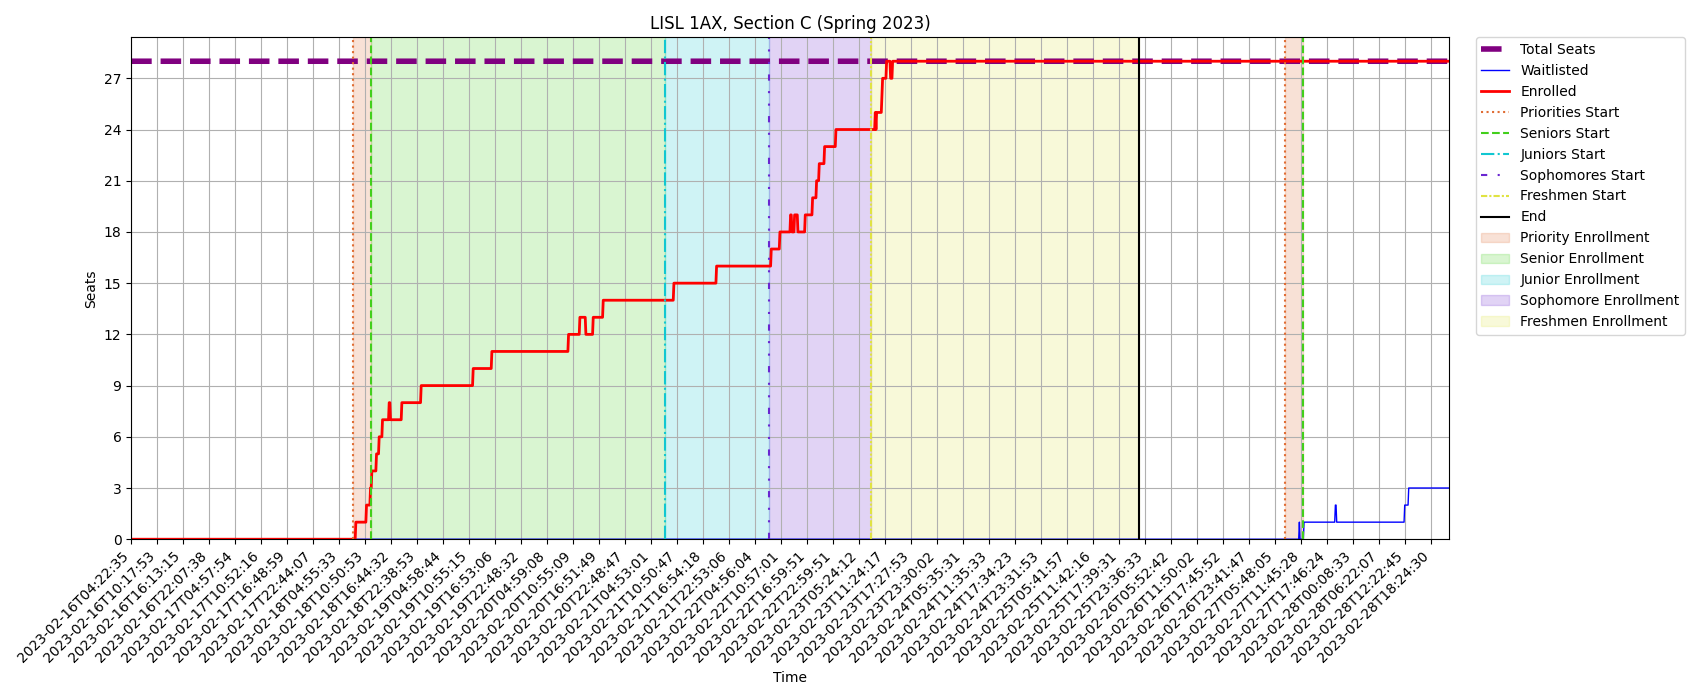 LISL 1AX, Section C (Spring 2023)
Total Seats
Waitlisted
Enrolled
Priorities Start
Seniors Start
Juniors Start
Sophomores Start
Freshmen Start
End
Priority Enrollment
Senior Enrollment
Junior Enrollment
Sophomore Enrollment
Freshmen Enrollment
Seats
27
24
21
18
15
12
9
6
3
0
2023-02-16T04:22:35
2023-02-16T10:17:53
2023-02-16T16:13:15
2023-02-16T22:07:38
2023-02-17T04:57:54
2023-02-17T10:52:16
2023-02-17T16:48:59
2023-02-17T22:44:07
2023-02-18T04:55:33
2023-02-18T10:50:53
2023-02-18T16:44:32
2023-02-18T22:38:53
2023-02-19T04:58:44
2023-02-19T10:55:15
2023-02-19T16:53:06
2023-02-19T22:48:32
2023-02-20T04:59:08
2023-02-20T10:55:09
2023-02-20T16:51:49
2023-02-20T22:48:47
2023-02-21T04:53:01
2023-02-21T10:50:47
2023-02-21T16:54:18
2023-02-21T22:53:06
2023-02-22T04:56:04
2023-02-22T10:57:01
2023-02-22T16:59:51
2023-02-22T22:59:51
2023-02-23T05:24:12
2023-02-23T11:24:17
2023-02-23T17:27:53
2023-02-23T23:30:02
2023-02-24T05:35:31
2023-02-24T11:35:33
2023-02-24T17:34:23
2023-02-24T23:31:53
2023-02-25T05:41:57
2023-02-25T11:42:16
2023-02-25T17:39:31
2023-02-25T23:36:33
2023-02-26T05:52:42
2023-02-26T11:50:02
2023-02-26T17:45:52
2023-02-26T23:41:47
2023-02-27T05:48:05
2023-02-27T11:45:28
2023-02-27T17:46:24
2023-02-28T00:08:33
2023-02-28T06:22:07
2023-02-28T12:22:45
2023-02-28T18:24:30
Time